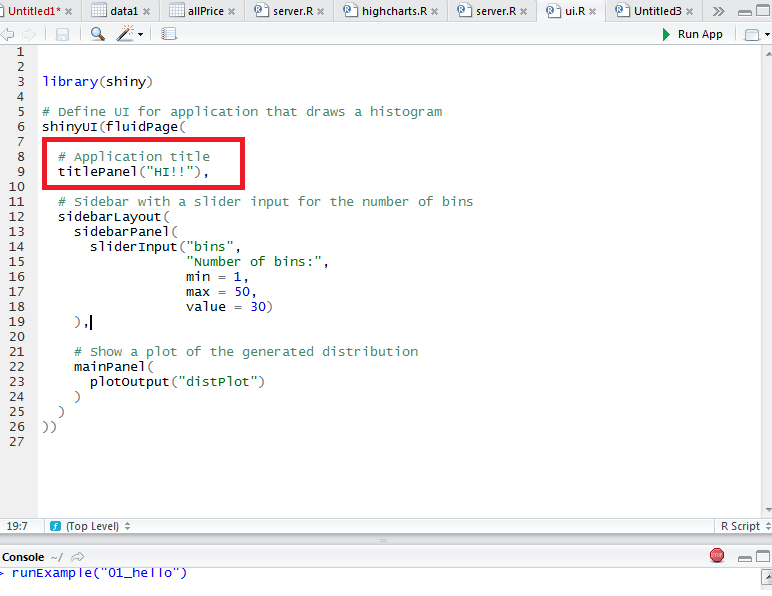 Untitled1* data1 allPrice server.R highcharts.R server.R ui.R Untitled3
Run App
1
2
3 library(shiny)
4
5 # Define UI for application that draws a histogram
6 shinyUI(fluidPage(
7
8 # Application title
9 titlePanel("HI!!"),
10
11 # Sidebar with a slider input for the number of bins
12 sidebarLayout(
13 sidebarPanel(
14 sliderInput("bins",
15 "Number of bins:",
16 min = 1,
17 max = 50,
18 value = 30)
19 ),
20
21 # Show a plot of the generated distribution
22 mainPanel(
23 plotOutput("distPlot")
24 )
25 )
26 ))
27
19:7 (Top Level) R Script
Console ~/ STOP
> runExample("01_hello")